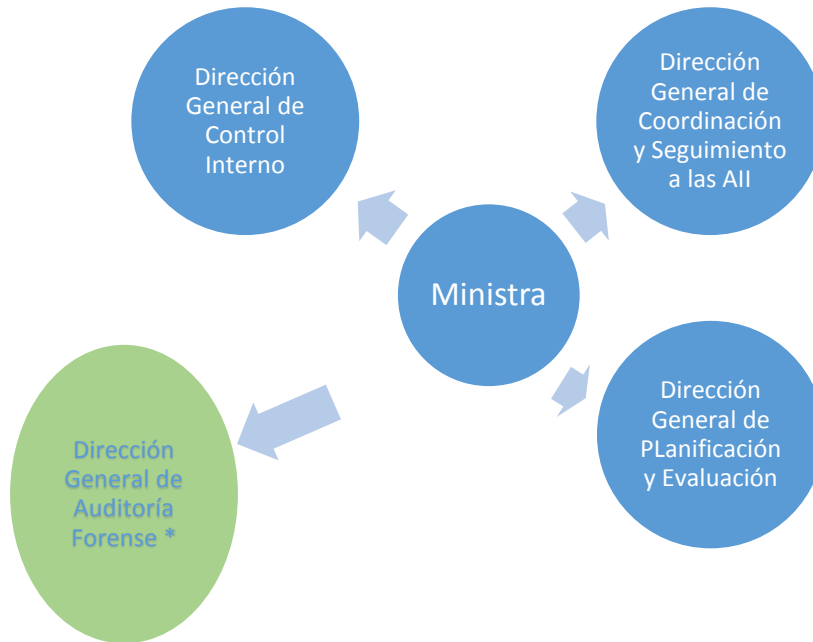 Dirección
General de
Control
Interno
Dirección
General de
Coordinación
y Seguimiento
a las AII
Ministra
Dirección
General de
PLanificación
y Evaluación
Dirección
General de
Auditoría
Forense *